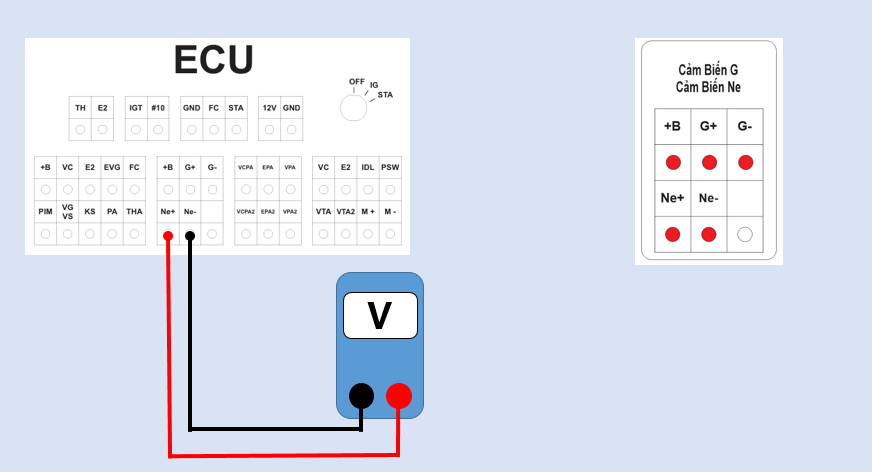 ECU
OFF
IG
STA
TH E2 IGT #10 GND FC STA 12V GND
+B VC E2 EVG FC +B G+ G- VCPA EPA VPA VC E2 IDL PSW
PIM VG VS KS PA THA Ne+ Ne- VCPA2 EPA2 VPA2 VTA VTA2 M + M -
V
Cảm Biến G
Cảm Biến Ne
+B G+ G-
Ne+ Ne-